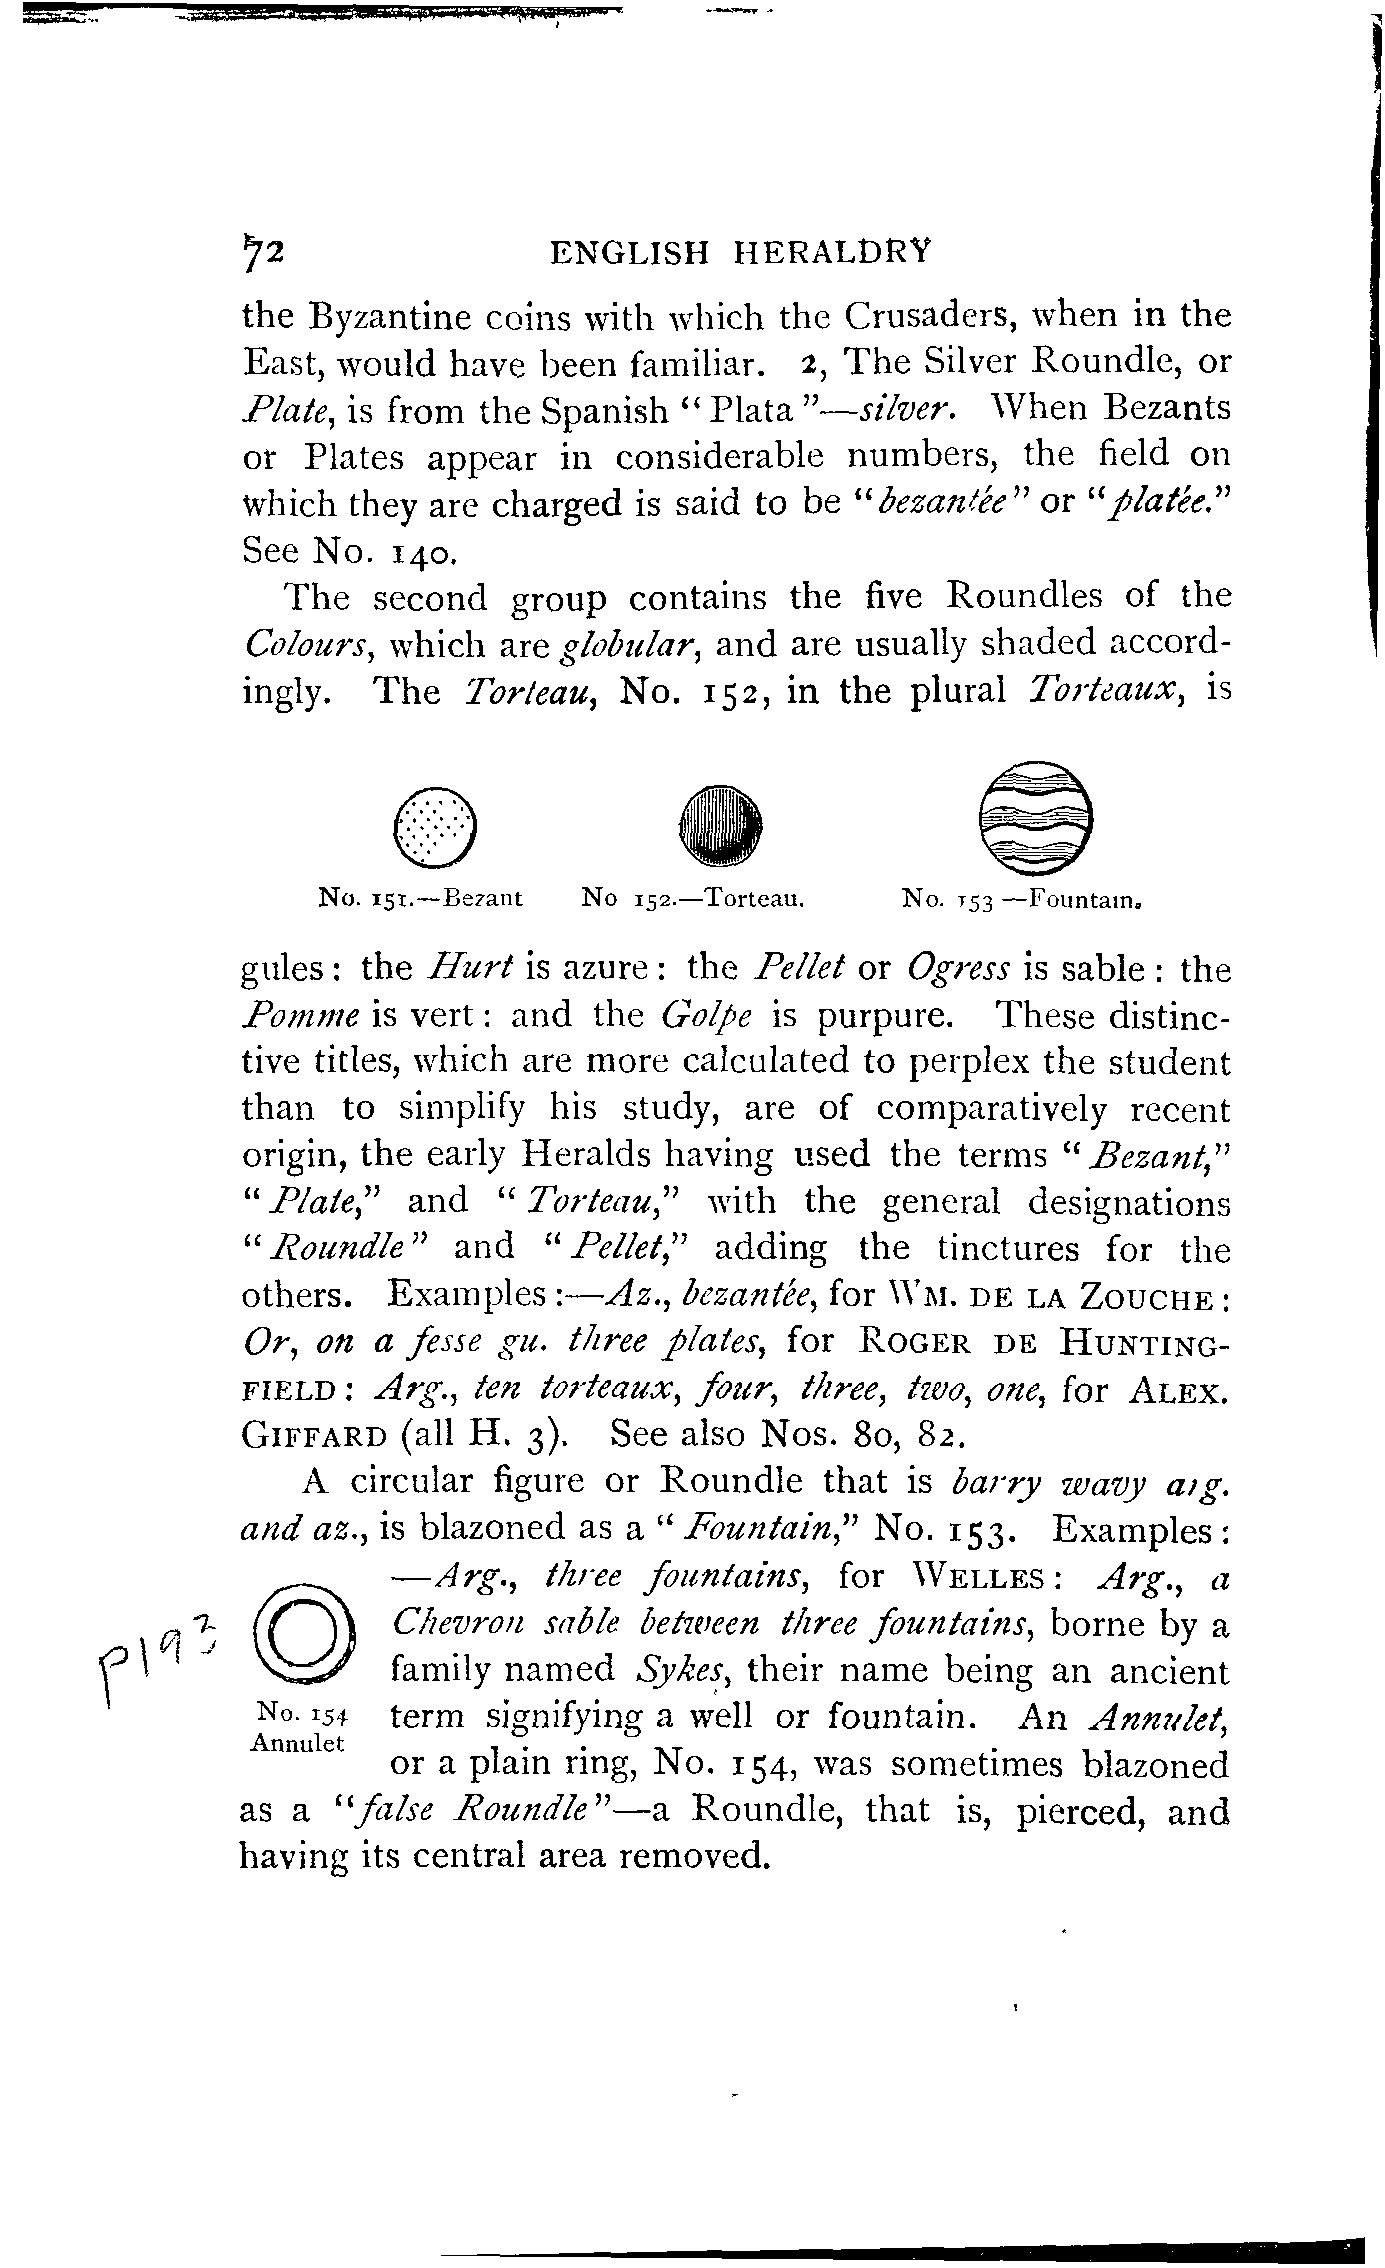 72 ENGLISH HERALDRY
the Byzantine coins with which the Crusaders, when in the
East, would have been familiar. 2, The Silver Roundle, or
Plate, is from the Spanish “Plata”—silver. When Bezants
or Plates appear in considerable numbers, the field on
which they are charged is said to be “bezantée” or “platée.”
See No. 140.
The second group contains the five Roundles of the
Colours, which are globular, and are usually shaded accord-
ingly. The Torteau, No. 152, in the plural Torteaux, is
No. 151.—Bezant No 152.—Torteau. No. 153 —Fountain.
gules: the Hurt is azure: the Pellet or Ogress is sable: the
Pomme is vert: and the Golpe is purpure. These distinc-
tive titles, which are more calculated to perplex the student
than to simplify his study, are of comparatively recent
origin, the early Heralds having used the terms “Bezant,”
“Plate,” and “Torteau,” with the general designations
“Roundle” and “Pellet,” adding the tinctures for the
others. Examples:—Az., bezantée, for WM. DE LA ZOUCHE:
Or, on a fesse gu. three plates, for ROGER DE HUNTING-
FIELD: Arg., ten torteaux, four, three, two, one, for ALEX.
GIFFARD (all H. 3). See also Nos. 80, 82.
A circular figure or Roundle that is barry wavy arg.
and az., is blazoned as a “Fountain,” No. 153. Examples:
—Arg., three fountains, for WELLES: Arg., a
Chevron sable between three fountains, borne by a
family named Sykes, their name being an ancient
term signifying a well or fountain. An Annulet,
or a plain ring, No. 154, was sometimes blazoned
p193
No. 154
Annulet
as a “false Roundle”—a Roundle, that is, pierced, and
having its central area removed.